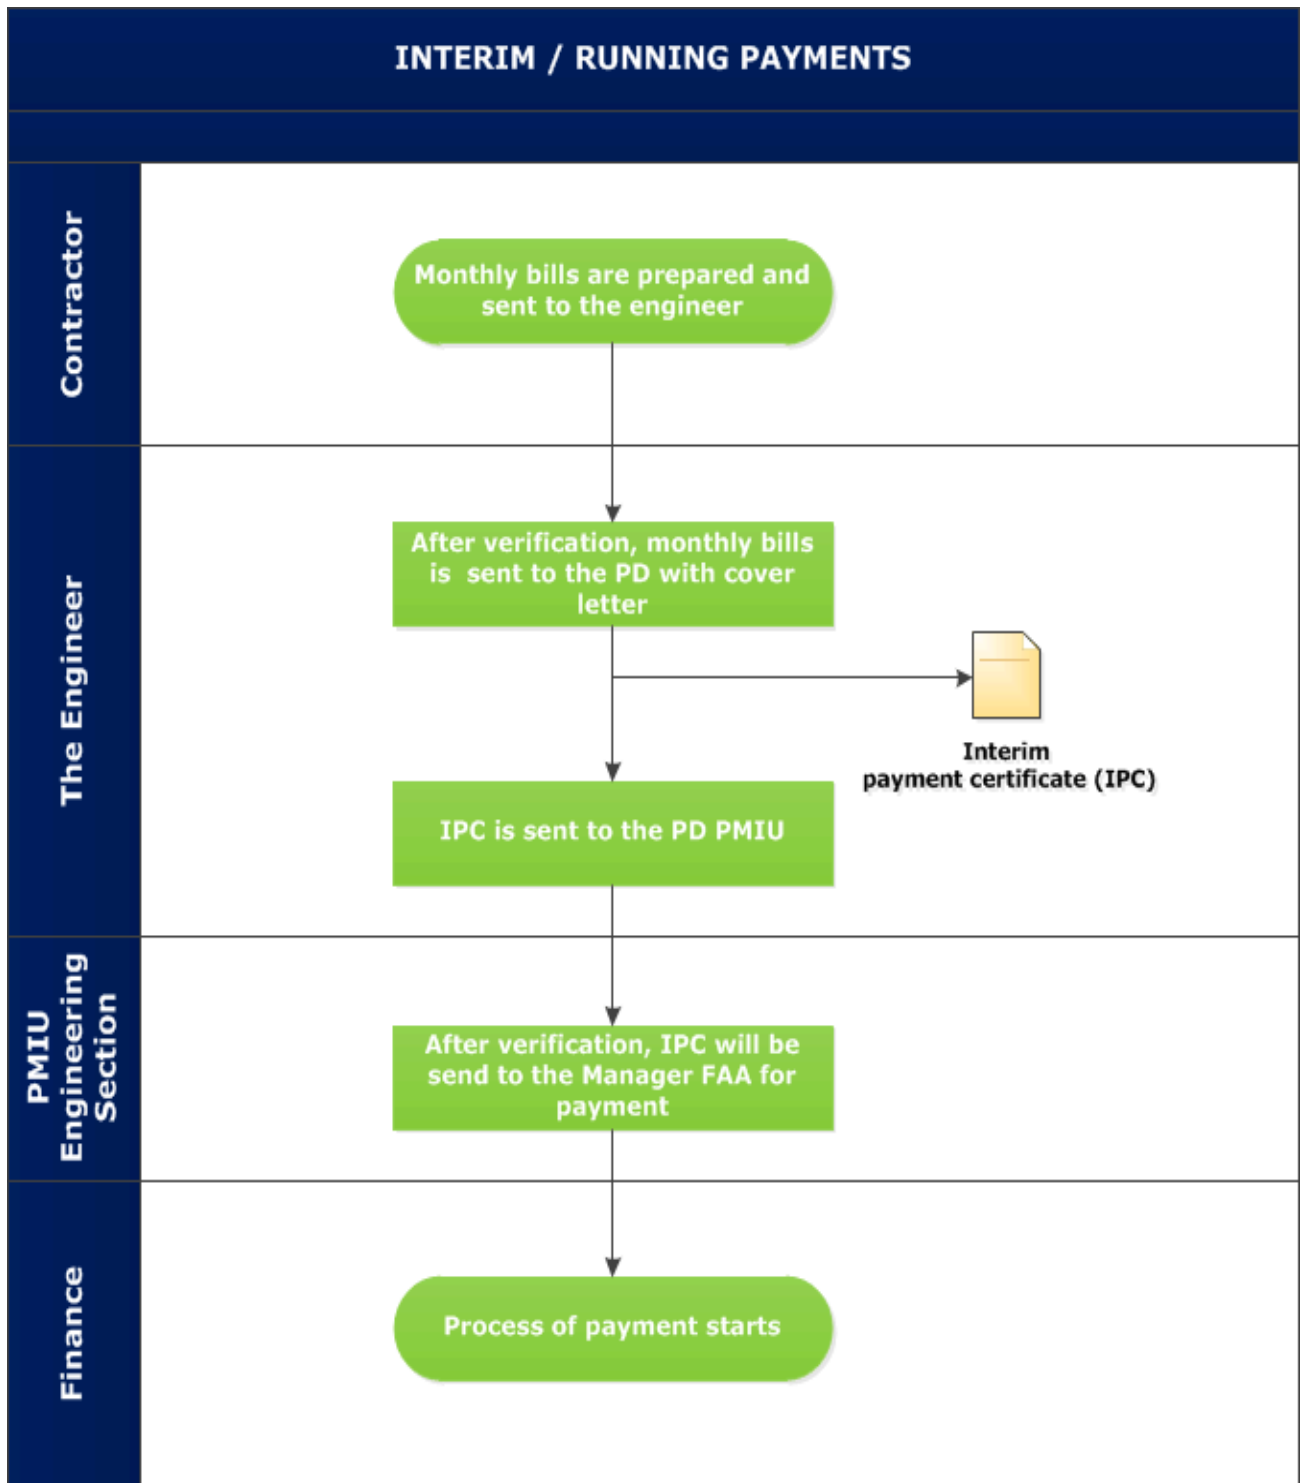 INTERIM / RUNNING PAYMENTS
Contractor
Monthly bills are prepared and
sent to the engineer
The Engineer
After verification, monthly bills
is sent to the PD with cover
letter
Interim
payment certificate (IPC)
IPC is sent to the PD PMIU
PMIU
Engineering
Section
After verification, IPC will be
send to the Manager FAA for
payment
Finance
Process of payment starts